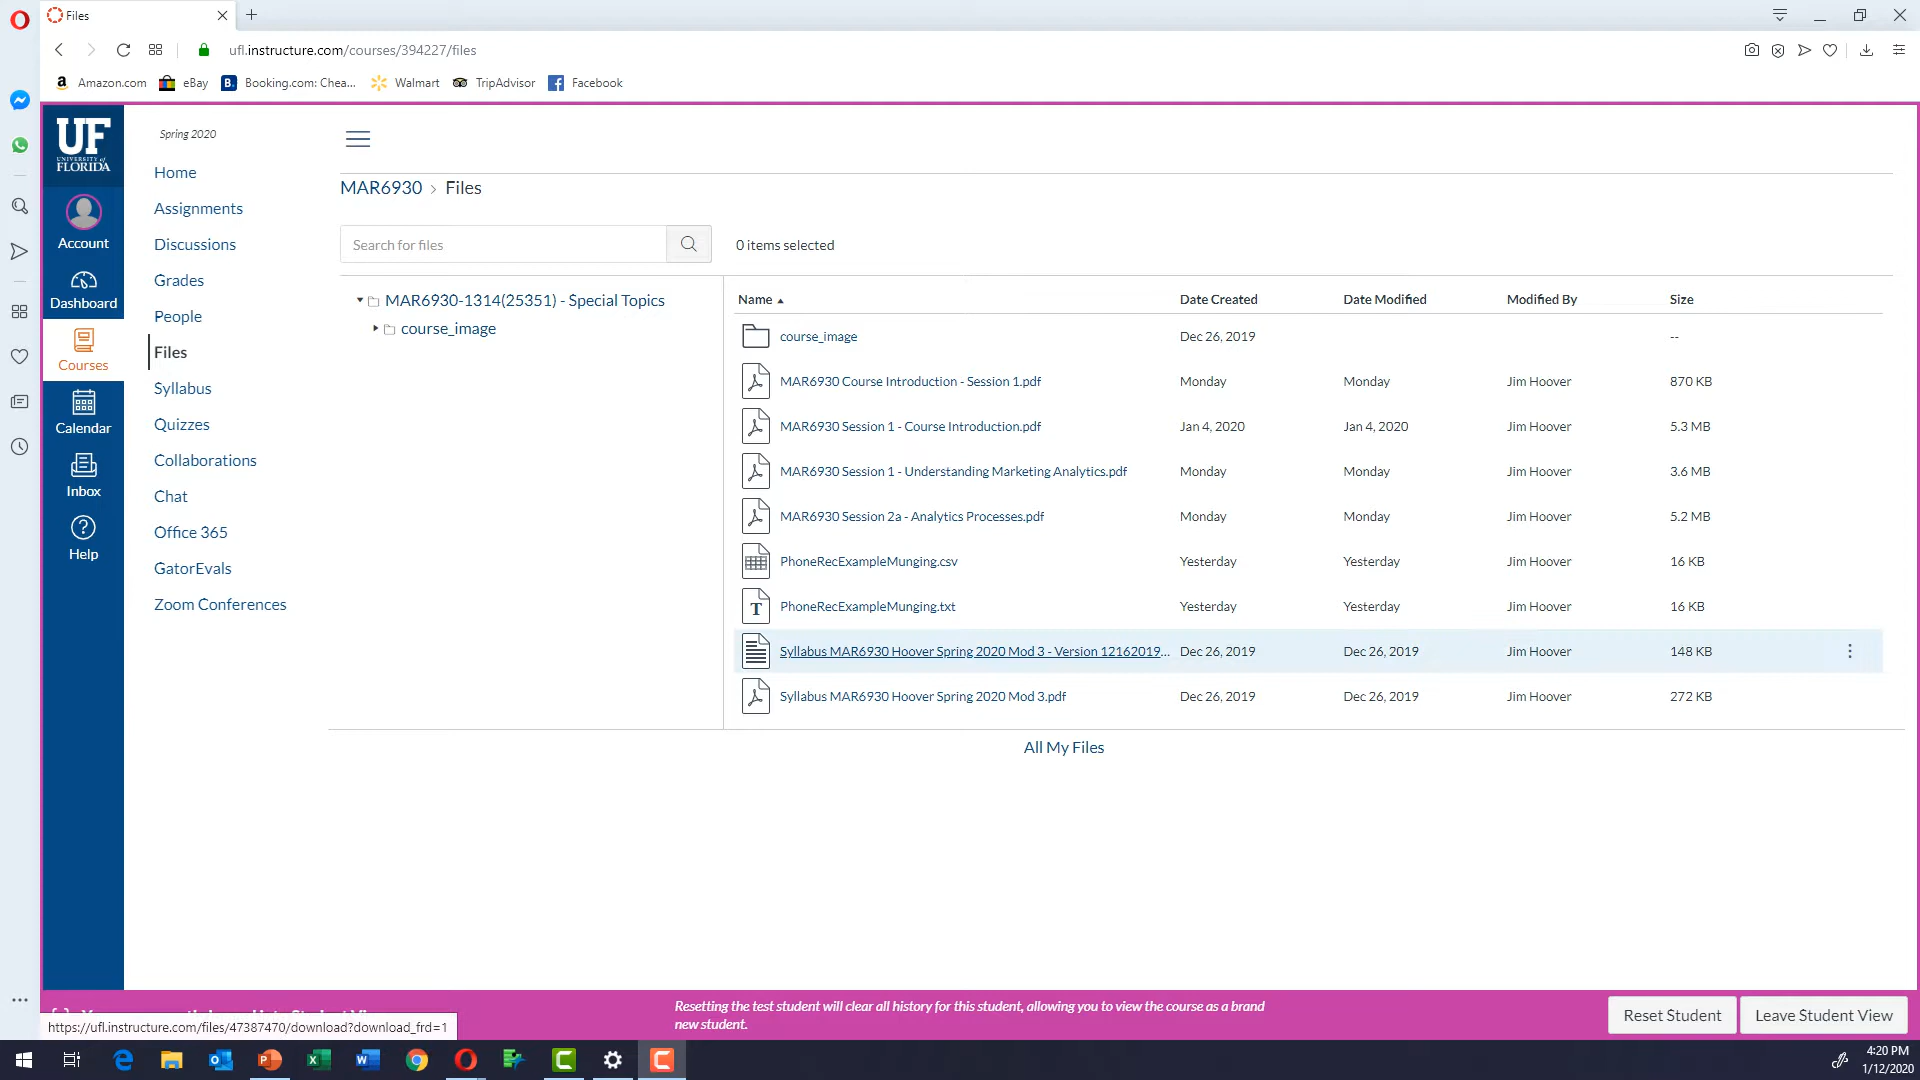 Files
ufl.instructure.com/courses/394227/files
Amazon.com
eBay
Booking.com: Chea...
Walmart
TripAdvisor
Facebook
UF
UNIVERSITY of
FLORIDA
Account
Dashboard
Courses
Calendar
Inbox
Help
Spring 2020
Home
Assignments
Discussions
Grades
People
Files
Syllabus
Quizzes
Collaborations
Chat
Office 365
GatorEvals
Zoom Conferences
MAR6930 › Files
Search for files
0 items selected
MAR6930-1314(25351) - Special Topics
course_image
Name Date Created Date Modified Modified By Size
course_image Dec 26, 2019 --
MAR6930 Course Introduction - Session 1.pdf Monday Monday Jim Hoover 870 KB
MAR6930 Session 1 - Course Introduction.pdf Jan 4, 2020 Jan 4, 2020 Jim Hoover 5.3 MB
MAR6930 Session 1 - Understanding Marketing Analytics.pdf Monday Monday Jim Hoover 3.6 MB
MAR6930 Session 2a - Analytics Processes.pdf Monday Monday Jim Hoover 5.2 MB
PhoneRecExampleMunging.csv Yesterday Yesterday Jim Hoover 16 KB
PhoneRecExampleMunging.txt Yesterday Yesterday Jim Hoover 16 KB
Syllabus MAR6930 Hoover Spring 2020 Mod 3 - Version 12162019... Dec 26, 2019 Dec 26, 2019 Jim Hoover 148 KB
Syllabus MAR6930 Hoover Spring 2020 Mod 3.pdf Dec 26, 2019 Dec 26, 2019 Jim Hoover 272 KB
All My Files
Resetting the test student will clear all history for this student, allowing you to view the course as a brand
new student.
Reset Student
Leave Student View
https://ufl.instructure.com/files/47387470/download?download_frd=1
4:20 PM
1/12/2020